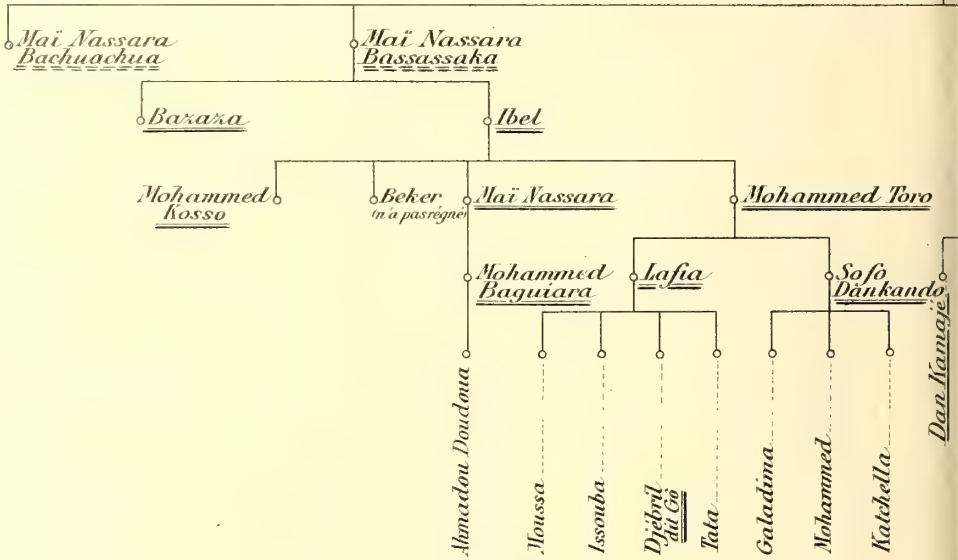 Maï Nassara
Bachuachua
Maï Nassara
Bassassaka
Bazaza
Ibel
Mohammed
Kosso
Beker
(n'a pas régné)
Maï Nassara
Mohammed Toro
Mohammed
Baguiara
Lafia
Sofo
Dankando
Dan Kamajé
Ahmadou Doudoua
Moussa
Issouba
Djébril
dit Gio
Tata
Galadima
Mohammed
Katchella